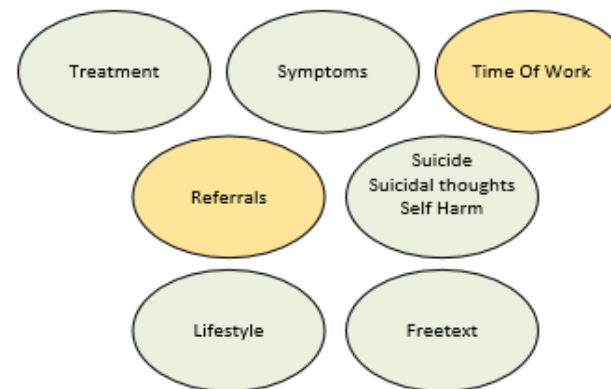 Treatment
Symptoms
Time Of Work
Referrals
Suicide
Suicidal thoughts
Self Harm
Lifestyle
Freetext